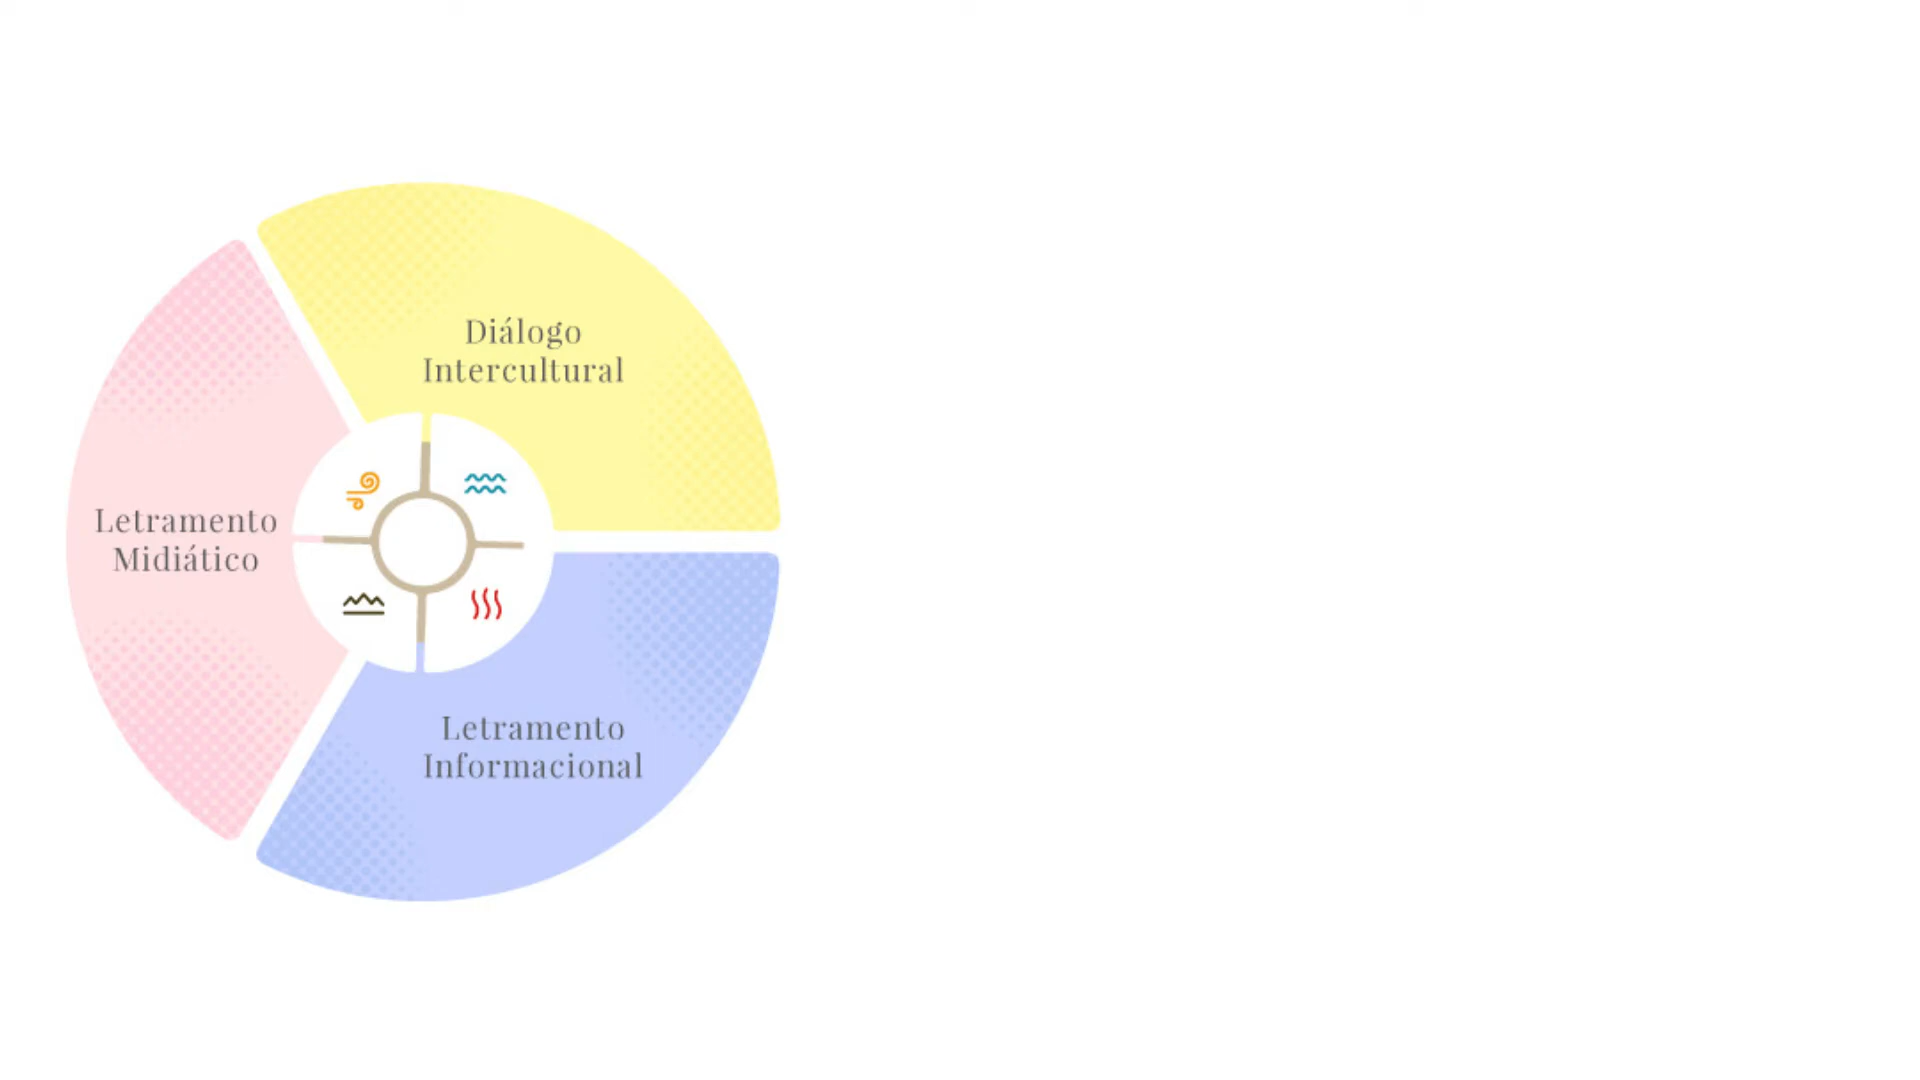 Diálogo
Intercultural
Letramento
Midiático
Letramento
Informacional